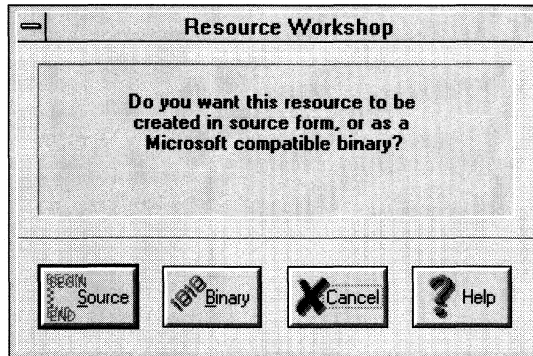 Resource Workshop
Do you want this resource to be
created in source form, or as a
Microsoft compatible binary?
BEGIN
Source
END
1010
Binary
Cancel
? Help